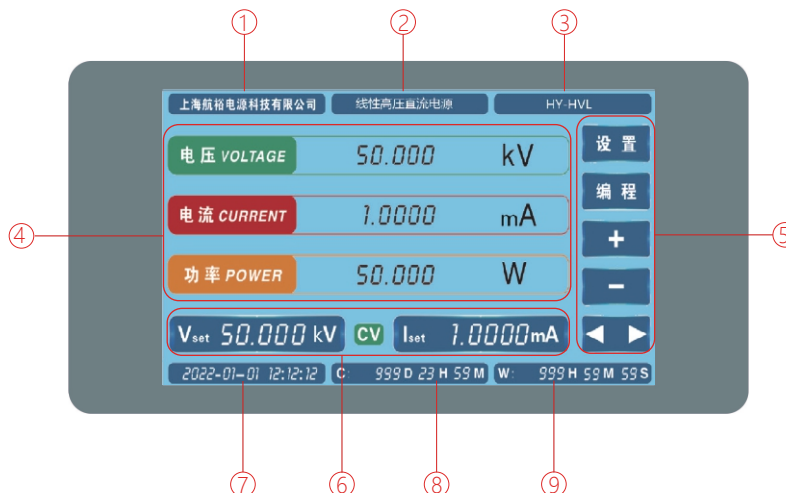 ① ② ③
上海航裕电源科技有限公司 线性高压直流电源 HY-HVL
电压 VOLTAGE 50.000 kV
设置
编程
电流 CURRENT 1.0000 mA
+
④ ⑤
功率 POWER 50.000 W
−
Vset 50.000 kV CV Iset 1.0000mA ◀ ▶
2022-01-01 12:12:12 C: 999 D 23 H 59 M W: 999 H 59 M 59 S
⑦ ⑥ ⑧ ⑨